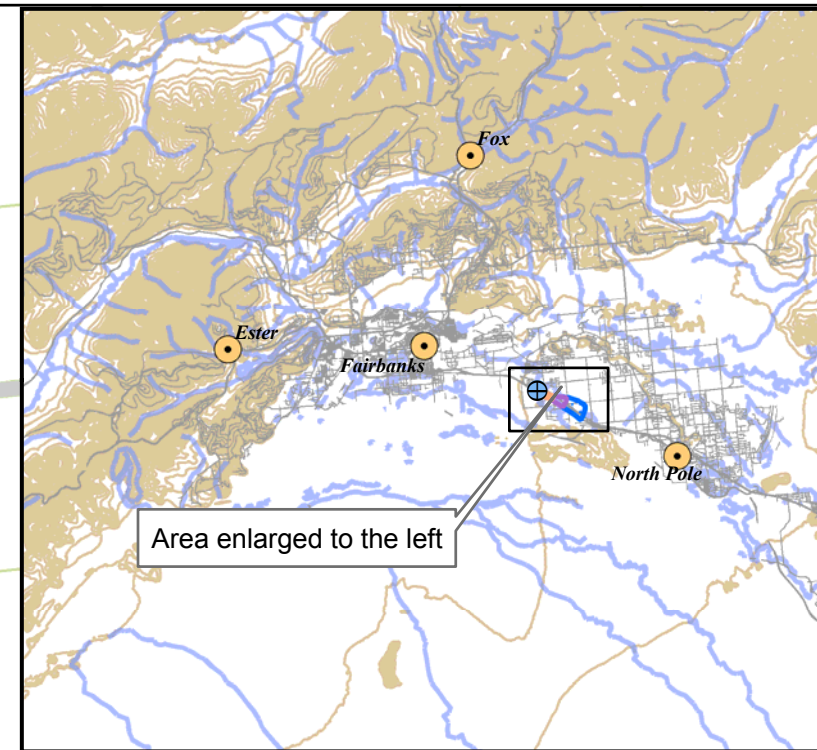 Fox
Ester
Fairbanks
North Pole
Area enlarged to the left